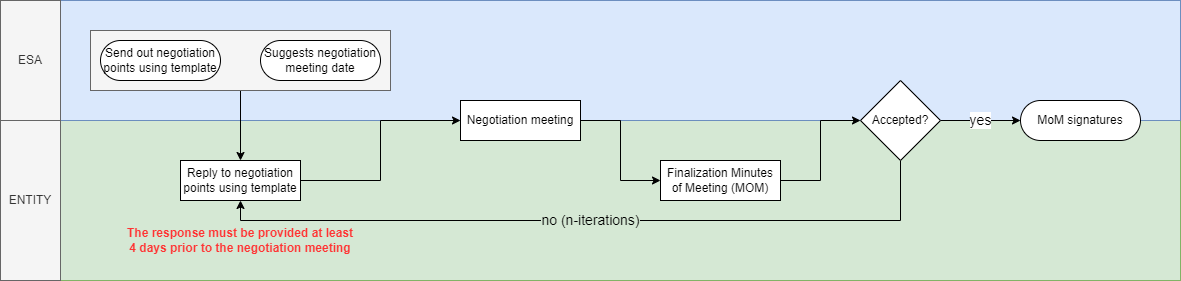 ESA
Send out negotiation
points using template
Suggests negotiation
meeting date
Negotiation meeting
Accepted?
yes
MoM signatures
ENTITY
Reply to negotiation
points using template
Finalization Minutes
of Meeting (MOM)
no (n-iterations)
The response must be provided at least
4 days prior to the negotiation meeting